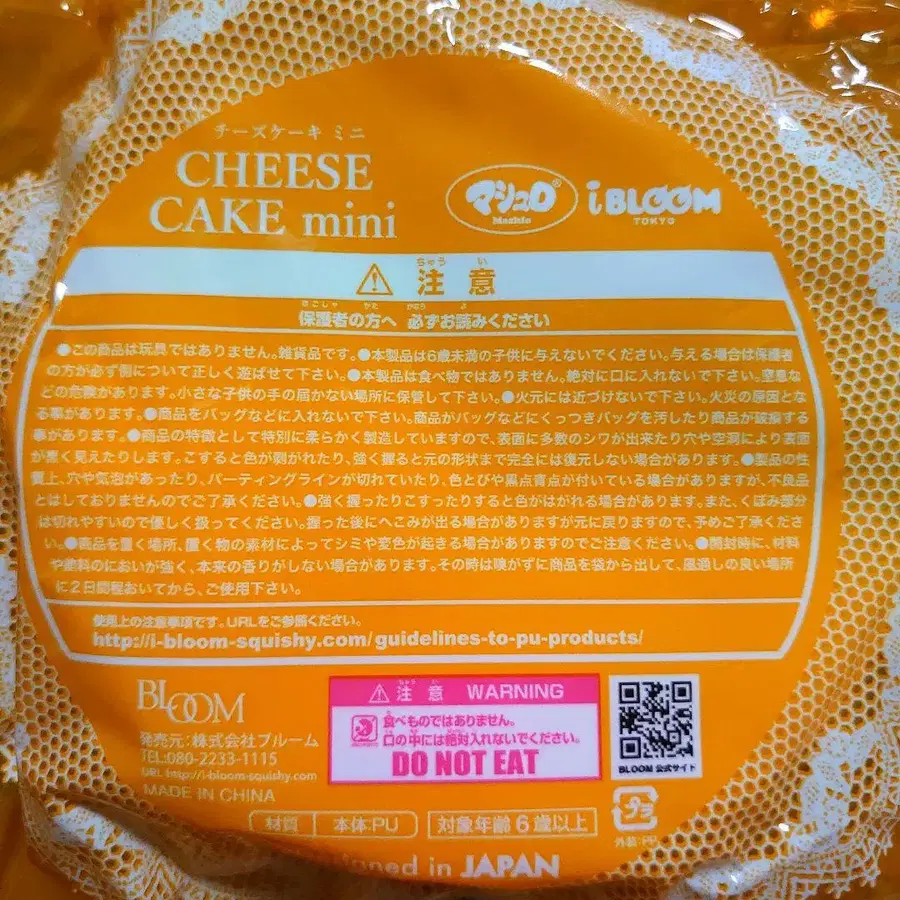 チーズケーキ ミニ
CHEESE
CAKE mini
マシュロ®
Mashlo
iBLOOM
TOKYO
ちゅうい
注意
ほごしゃ かた かなら よ
保護者の方へ 必ずお読みください
●この商品は玩具ではありません。雑貨品です。●本製品は6歳未満の子供に与えないでください。与える場合は保護者
の方が必ず側について正しく遊ばせて下さい。●本製品は食べ物ではありません。絶対に口に入れないで下さい。窒息な
どの危険があります。小さな子供の手の届かない場所に保管して下さい。●火元には近づけないで下さい。火災の原因とな
る事があります。●商品をバッグなどに入れないで下さい。商品がバッグなどにくっつきバッグを汚したり商品が破損する
事があります。●商品の特徴として特別に柔らかく製造していますので、表面に多数のシワが出来たり穴や空洞により表面
が悪く見えたりします。こすると色が剥がれたり、強く握ると元の形状まで完全には復元しない場合があります。●製品の性
質上、穴や気泡があったり、パーティングラインが切れていたり、色とびや黒点盲点が付いている場合がありますが、不良品
とはしておりませんのでご了承ください。●強く握ったりこすったりすると色がはがれる場合があります。また、くぼみ部分
は切れやすいので優しく扱ってください。握った後にへこみが出る場合がありますが元に戻りますので、予めご了承くださ
い。●商品を置く場所、置く物の素材によってシミや変色が起きる場合がありますのでご注意ください。●開封時に、材料
や塗料のにおいが強く、本来の香りがしない場合があります。その時は嗅がずに商品を袋から出して、風通しの良い場所
に2日間程おいてから、ご使用下さい。
使用上の注意事項です。URLをご参照ください。
http://i-bloom-squishy.com/guidelines-to-pu-products/
BLOOM
発売元:株式会社ブルーム
TEL:080-2233-1115
URL http://i-bloom-squishy.com/
MADE IN CHINA
ちゅう い
注意 WARNING
食べものではありません。
口の中には絶対入れないでください。
DO NOT EAT
BLOOM 公式サイト
プラ
外装:PP
材質 本体:PU
対象年齢6歳以上
Designed in JAPAN